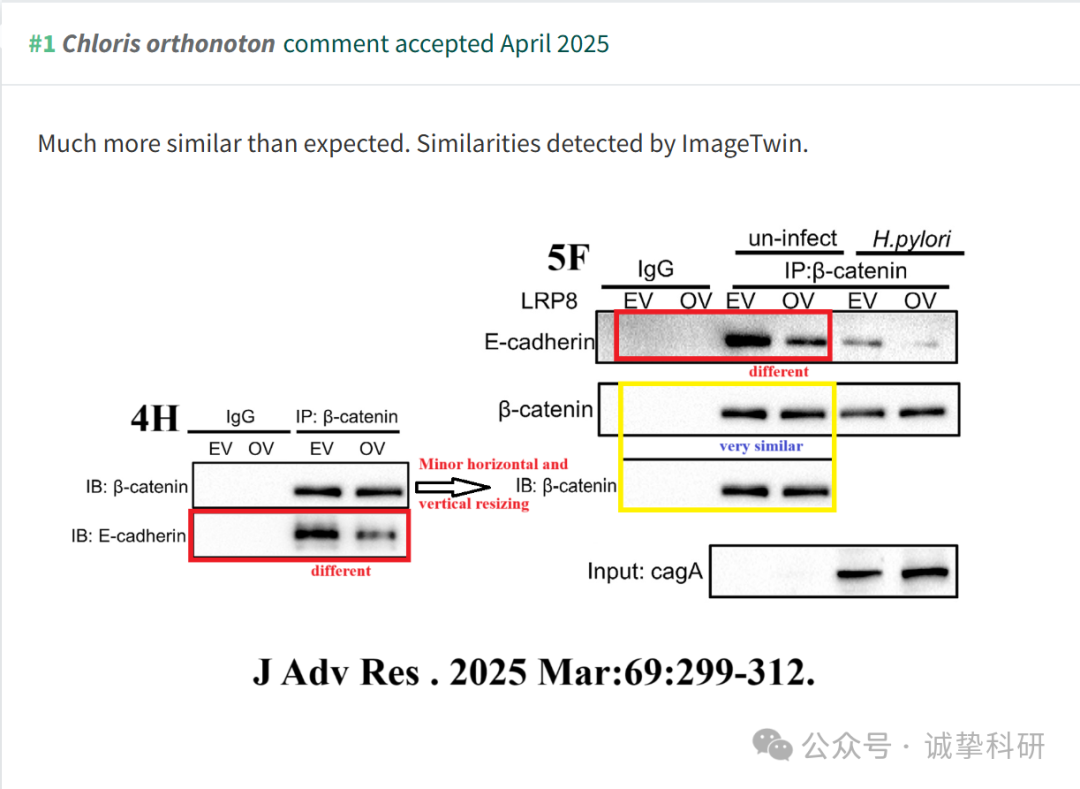 #1 Chloris orthonoton comment accepted April 2025
Much more similar than expected. Similarities detected by ImageTwin.
5F
un-infect H.pylori
IgG IP:β-catenin
LRP8 EV OV EV OV EV OV
E-cadherin
different
β-catenin
very similar
IB: β-catenin
Input: cagA
4H
IgG IP: β-catenin
EV OV EV OV
IB: β-catenin
IB: E-cadherin
different
Minor horizontal and
vertical resizing
J Adv Res . 2025 Mar:69:299-312.
公众号 · 诚挚科研